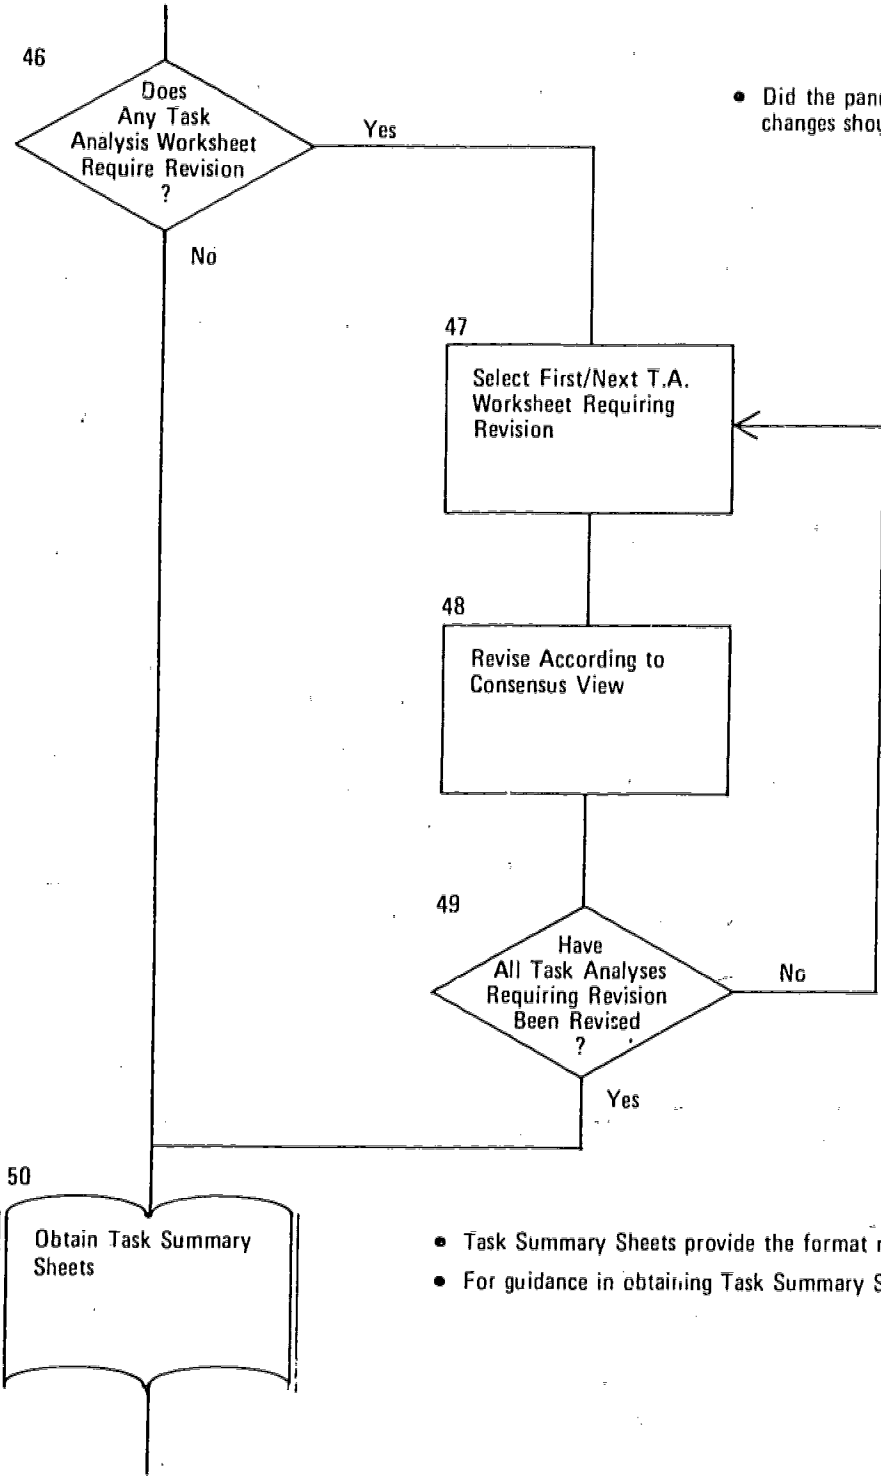 46
Does
Any Task
Analysis Worksheet
Require Revision
?
Yes
No
• Did the
changes
47
Select First/Next T.A.
Worksheet Requiring
Revision
48
Revise According to
Consensus View
49
Have
All Task Analyses
Requiring Revision
Been Revised
?
No
Yes
50
Obtain Task Summary
Sheets
• Task Summary Sheets provide the format
• For guidance in obtaining Task Summary